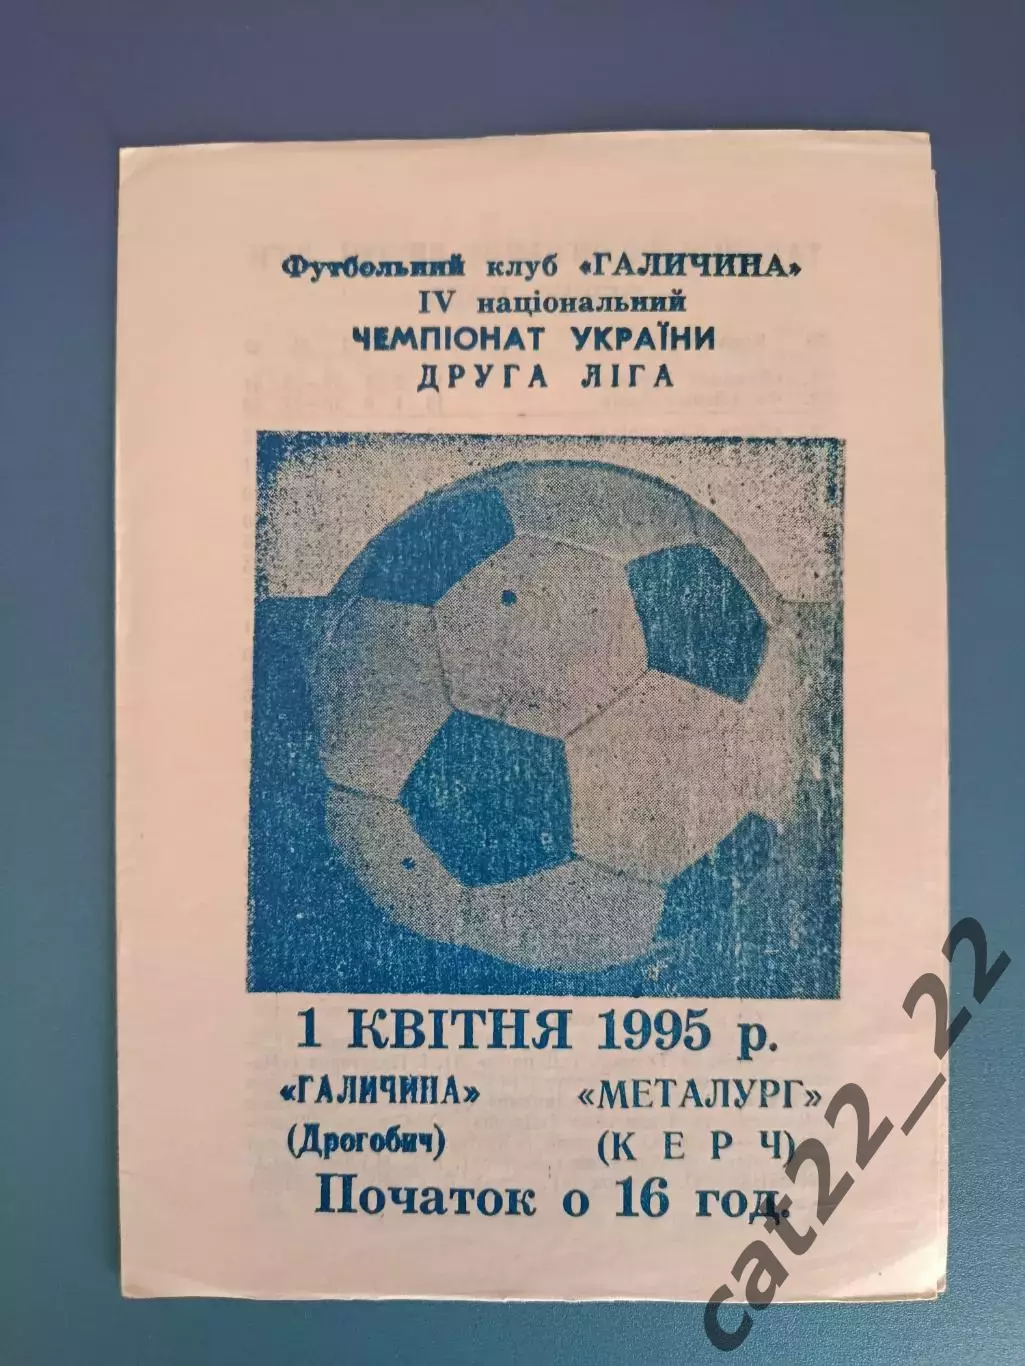 Футбольний клуб «ГАЛИЧИНА»
IV національний
ЧЕМПІОНАТ УКРАЇНИ
ДРУГА ЛІГА
1 КВІТНЯ 1995 р.
«ГАЛИЧИНА» «МЕТАЛУРГ»
(Дрогобич) (КЕРЧ)
Початок о 16 год.
cat22_22